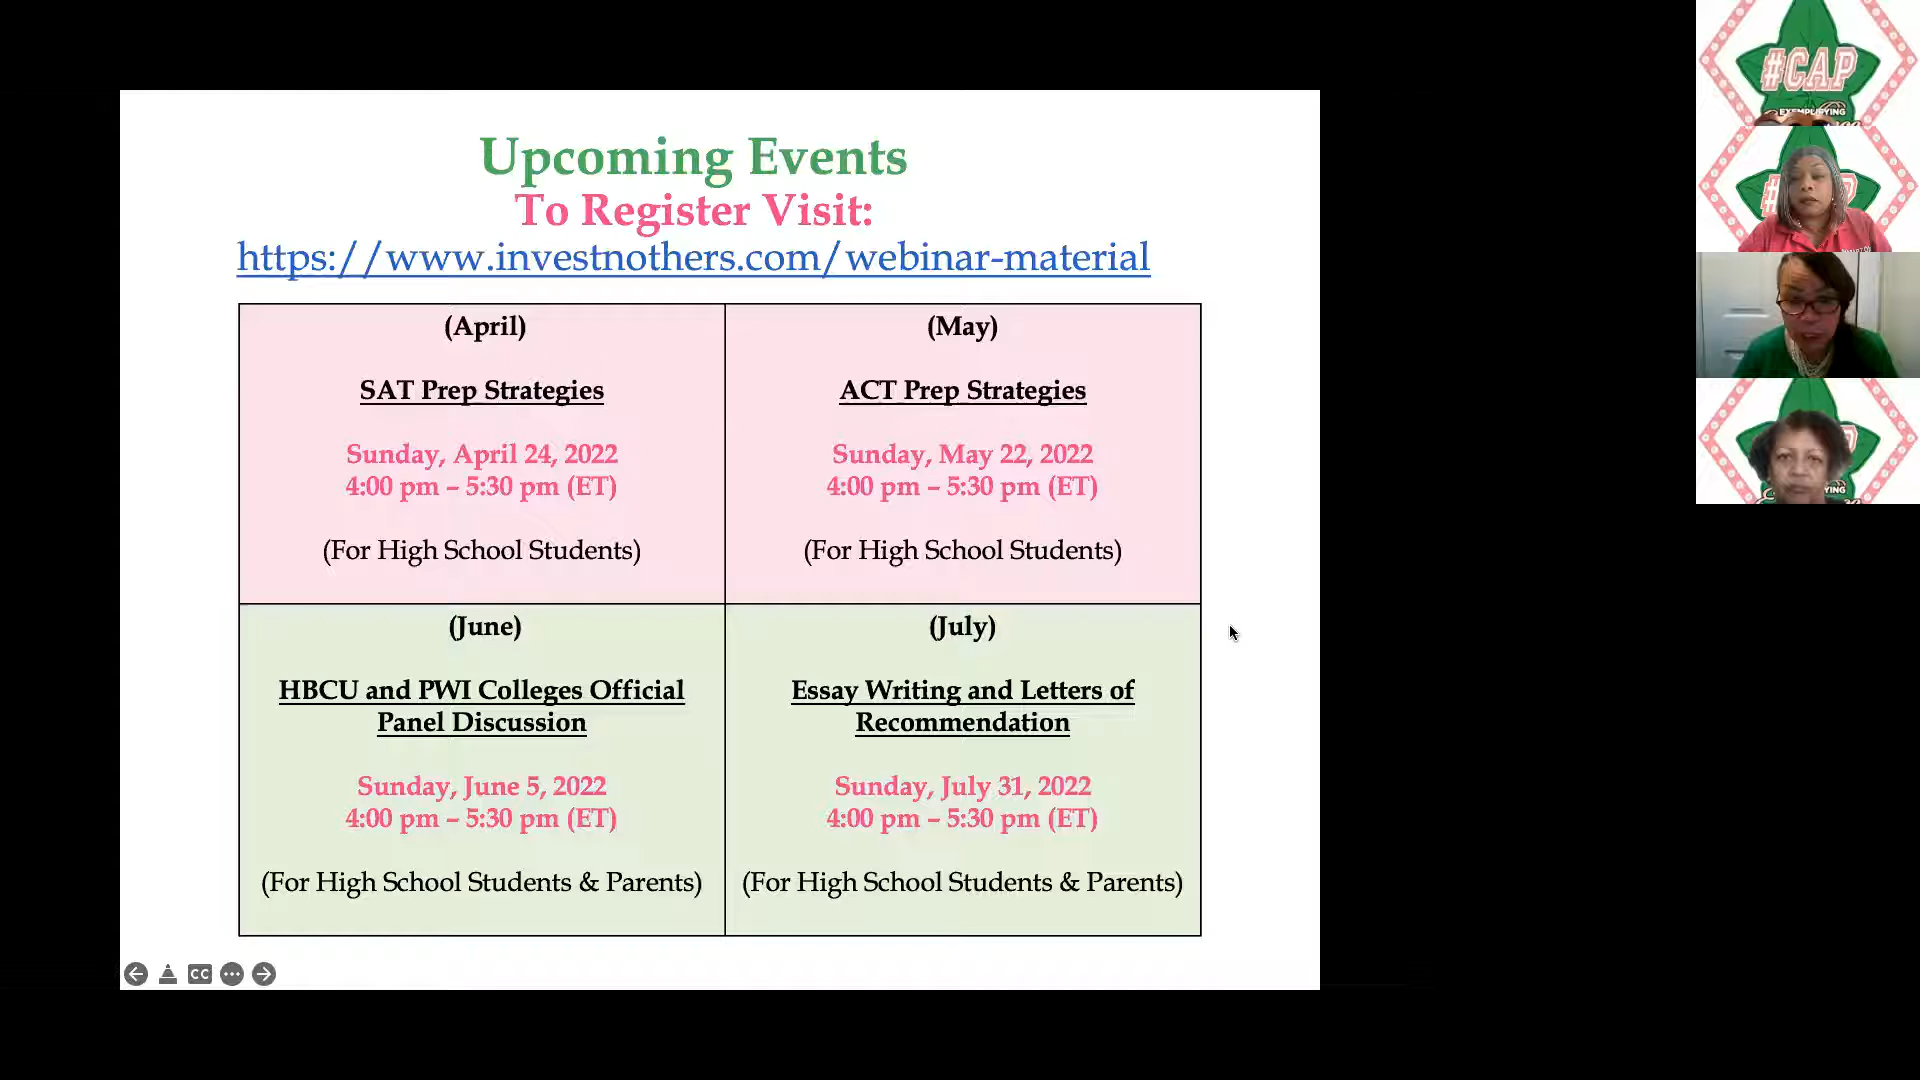 Upcoming Events
To Register Visit:
https://www.investnothers.com/webinar-material
(April)
SAT Prep Strategies
Sunday, April 24, 2022
4:00 pm – 5:30 pm (ET)
(For High School Students)
(May)
ACT Prep Strategies
Sunday, May 22, 2022
4:00 pm – 5:30 pm (ET)
(For High School Students)
(June)
HBCU and PWI Colleges Official
Panel Discussion
Sunday, June 5, 2022
4:00 pm – 5:30 pm (ET)
(For High School Students & Parents)
(July)
Essay Writing and Letters of
Recommendation
Sunday, July 31, 2022
4:00 pm – 5:30 pm (ET)
(For High School Students & Parents)
CC
#CAP
EXEMPLIFYING